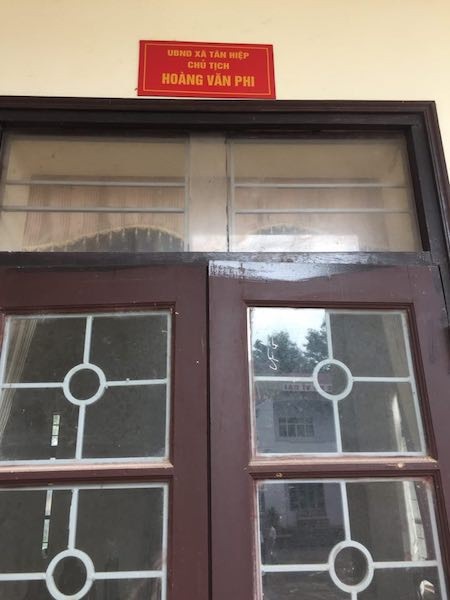 UBND XÃ TÂN HIỆP
CHỦ TỊCH
HOÀNG VĂN PHI